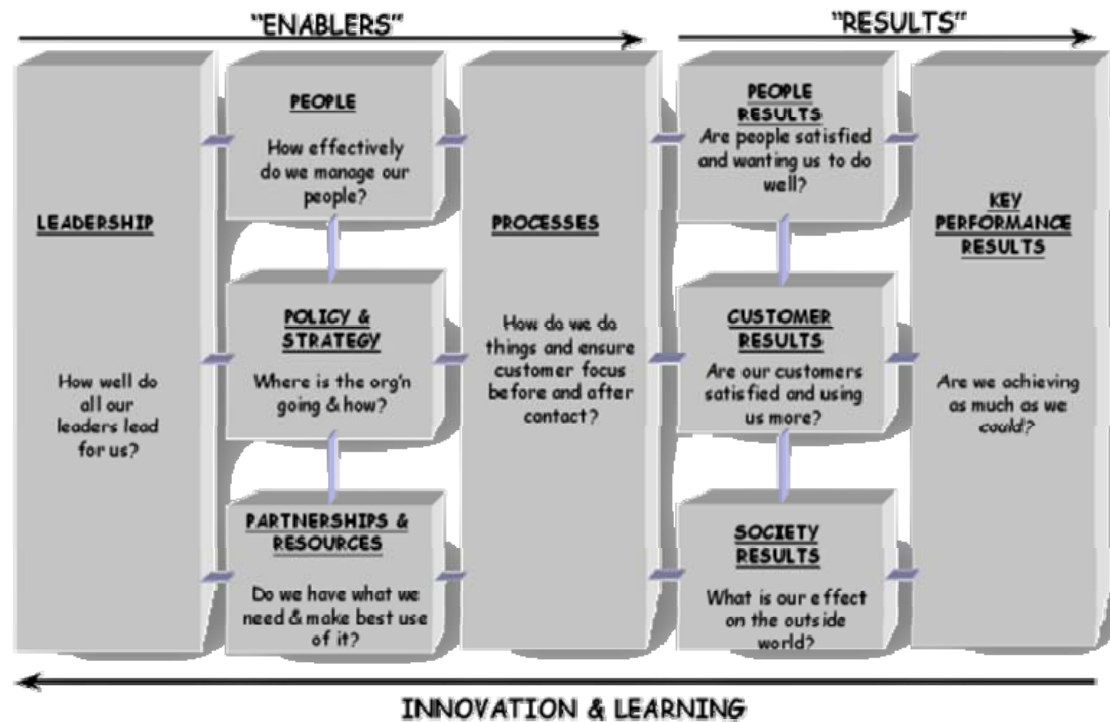 "ENABLERS"
"RESULTS"
LEADERSHIP
How well do
all our
leaders lead
for us?
PEOPLE
How effectively
do we manage our
people?
POLICY &
STRATEGY
Where is the org'n
going & how?
PARTNERSHIPS &
RESOURCES
Do we have what we
need & make best use
of it?
PROCESSES
How do we do
things and ensure
customer focus
before and after
contact?
PEOPLE
RESULTS
Are people satisfied
and wanting us to do
well?
CUSTOMER
RESULTS
Are our customers
satisfied and using
us more?
SOCIETY
RESULTS
What is our effect
on the outside
world?
KEY
PERFORMANCE
RESULTS
Are we achieving
as much as we
could?
INNOVATION & LEARNING